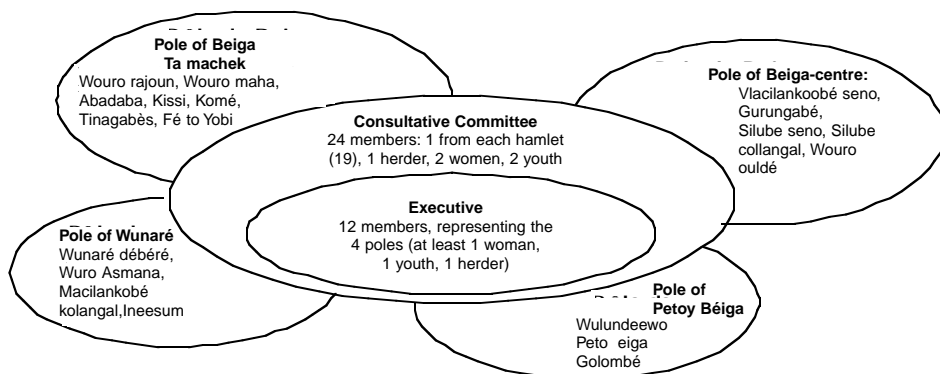 Pole of Beiga
Ta machek
Wouro rajoun, Wouro maha,
Abadaba, Kissi, Komé,
Tinagabès, Fé to Yobi
Pole of Beiga-centre:
Vlacilankoobé seno,
Gurungabé,
Silube seno, Silube
collangal, Wouro
ouldé
Consultative Committee
24 members: 1 from each hamlet
(19), 1 herder, 2 women, 2 youth
Executive
12 members, representing the
4 poles (at least 1 woman,
1 youth, 1 herder)
Pole of Wunaré
Wunaré débéré,
Wuro Asmana,
Macilankobé
kolangal,Ineesum
Pole of
Petoy Béiga
Wulundeewo
Peto eiga
Golombé